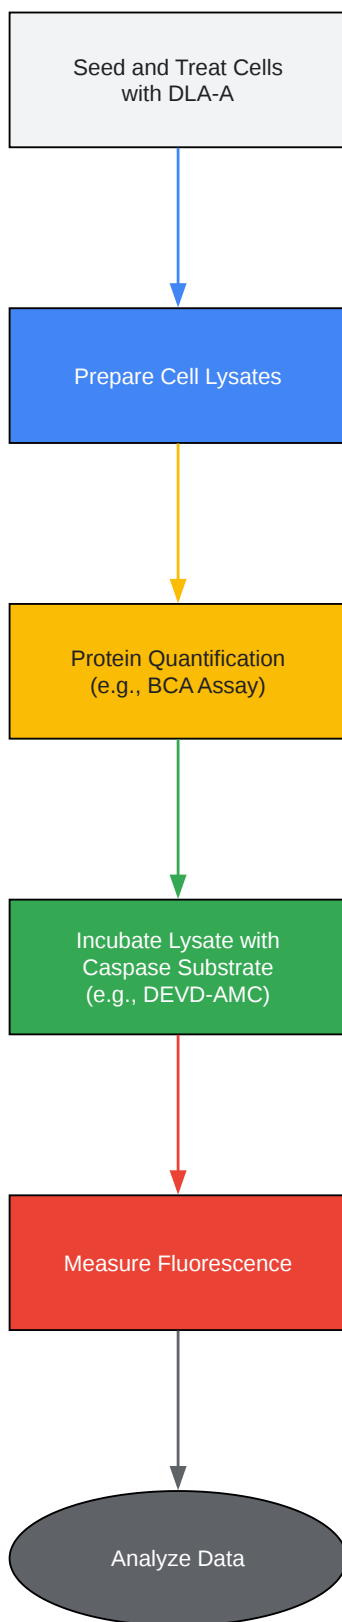 Seed and Treat Cells
with DLA-A
Prepare Cell Lysates
Protein Quantification
(e.g., BCA Assay)
Incubate Lysate with
Caspase Substrate
(e.g., DEVD-AMC)
Measure Fluorescence
Analyze Data